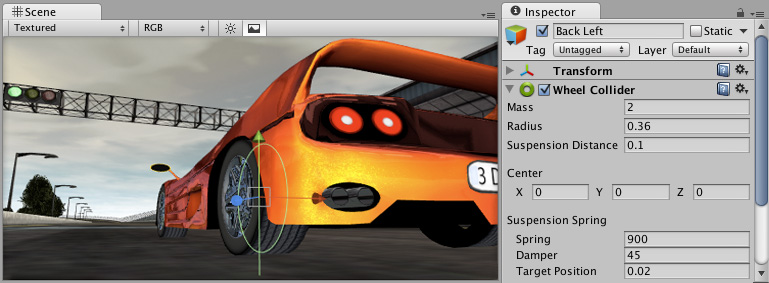 Scene
Textured
RGB
3D
Inspector
Back Left
Static
Tag Untagged Layer Default
Transform
Wheel Collider
Mass 2
Radius 0.36
Suspension Distance 0.1
Center
X 0 Y 0 Z 0
Suspension Spring
Spring 900
Damper 45
Target Position 0.02